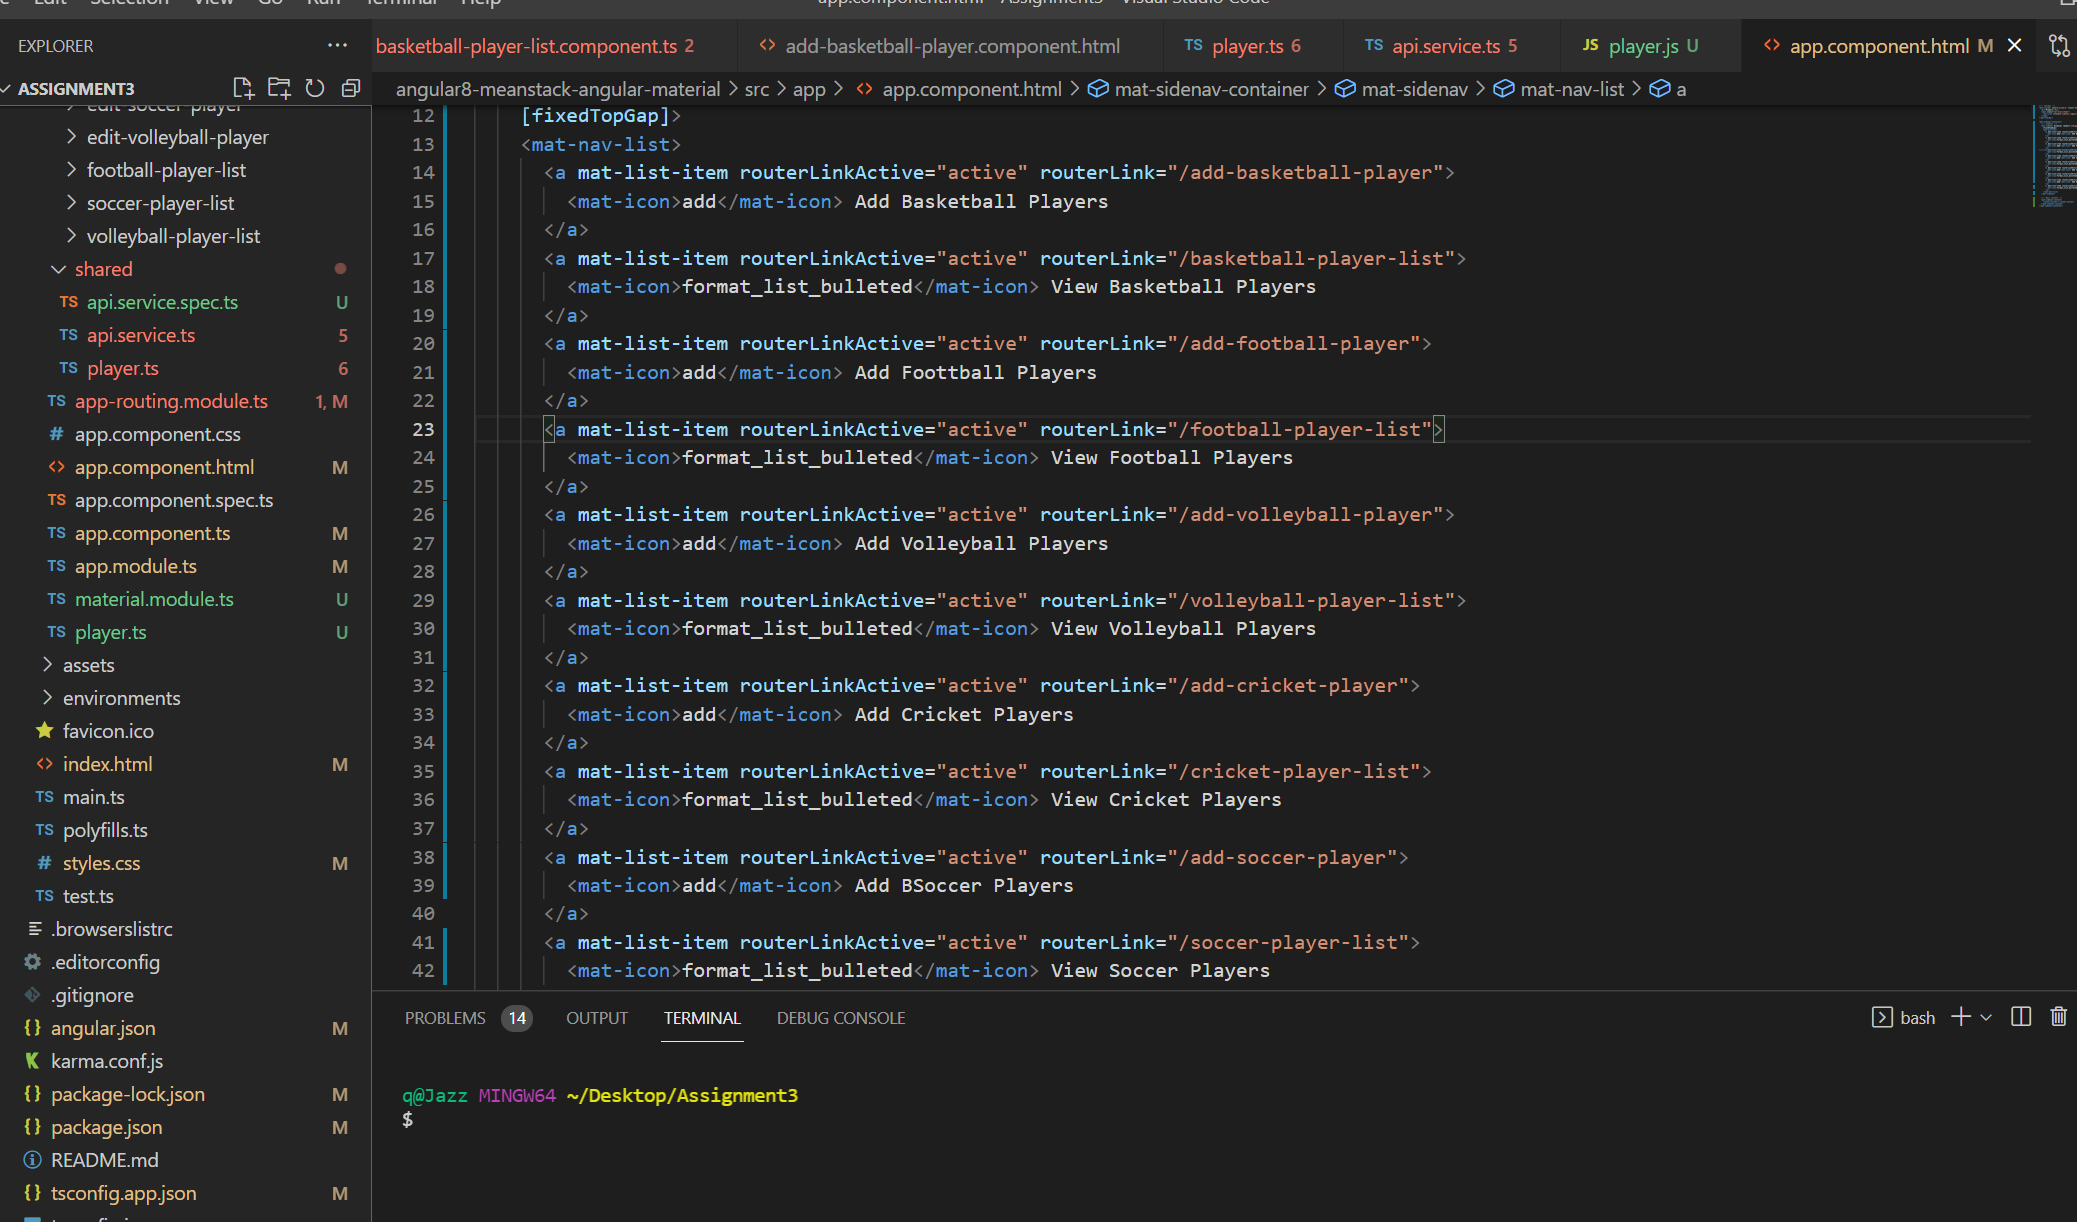 Edit Selection View Go Run Terminal Help
app.component.html - Assignment3 - Visual Studio Code
EXPLORER
ASSIGNMENT3
edit-soccer-player
edit-volleyball-player
football-player-list
soccer-player-list
volleyball-player-list
shared
TS api.service.spec.ts U
TS api.service.ts 5
TS player.ts 6
TS app-routing.module.ts 1, M
# app.component.css
<> app.component.html M
TS app.component.spec.ts
TS app.component.ts M
TS app.module.ts M
TS material.module.ts U
TS player.ts U
assets
environments
favicon.ico
<> index.html M
TS main.ts
TS polyfills.ts
# styles.css M
TS test.ts
.browserslistrc
.editorconfig
.gitignore
{} angular.json M
karma.conf.js
{} package-lock.json M
{} package.json M
README.md
{} tsconfig.app.json M
basketball-player-list.component.ts 2
<> add-basketball-player.component.html
TS player.ts 6
TS api.service.ts 5
JS player.js U
<> app.component.html M
angular8-meanstack-angular-material > src > app > <> app.component.html > mat-sidenav-container > mat-sidenav > mat-nav-list > a
12 [fixedTopGap]>
13 <mat-nav-list>
14 <a mat-list-item routerLinkActive="active" routerLink="/add-basketball-player">
15 <mat-icon>add</mat-icon> Add Basketball Players
16 </a>
17 <a mat-list-item routerLinkActive="active" routerLink="/basketball-player-list">
18 <mat-icon>format_list_bulleted</mat-icon> View Basketball Players
19 </a>
20 <a mat-list-item routerLinkActive="active" routerLink="/add-football-player">
21 <mat-icon>add</mat-icon> Add Foottball Players
22 </a>
23 <a mat-list-item routerLinkActive="active" routerLink="/football-player-list">
24 <mat-icon>format_list_bulleted</mat-icon> View Football Players
25 </a>
26 <a mat-list-item routerLinkActive="active" routerLink="/add-volleyball-player">
27 <mat-icon>add</mat-icon> Add Volleyball Players
28 </a>
29 <a mat-list-item routerLinkActive="active" routerLink="/volleyball-player-list">
30 <mat-icon>format_list_bulleted</mat-icon> View Volleyball Players
31 </a>
32 <a mat-list-item routerLinkActive="active" routerLink="/add-cricket-player">
33 <mat-icon>add</mat-icon> Add Cricket Players
34 </a>
35 <a mat-list-item routerLinkActive="active" routerLink="/cricket-player-list">
36 <mat-icon>format_list_bulleted</mat-icon> View Cricket Players
37 </a>
38 <a mat-list-item routerLinkActive="active" routerLink="/add-soccer-player">
39 <mat-icon>add</mat-icon> Add BSoccer Players
40 </a>
41 <a mat-list-item routerLinkActive="active" routerLink="/soccer-player-list">
42 <mat-icon>format_list_bulleted</mat-icon> View Soccer Players
PROBLEMS 14 OUTPUT TERMINAL DEBUG CONSOLE
bash
q@Jazz MINGW64 ~/Desktop/Assignment3
$